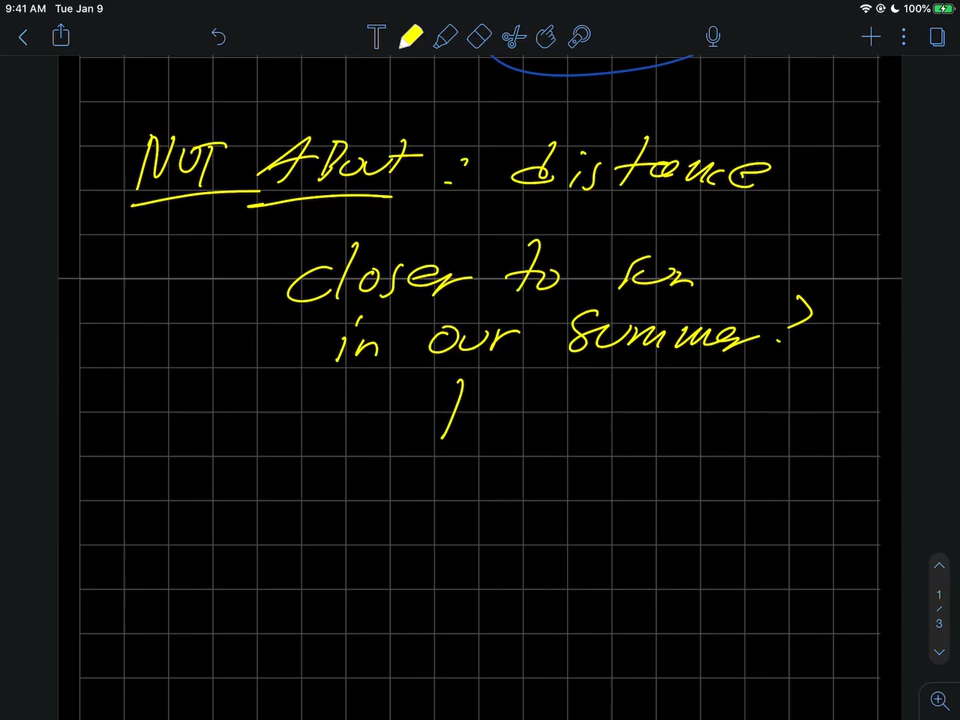 9:41 AM Tue Jan 9 100%
NOT ABout : distance
closer to sun
in our summer?
1
/
3